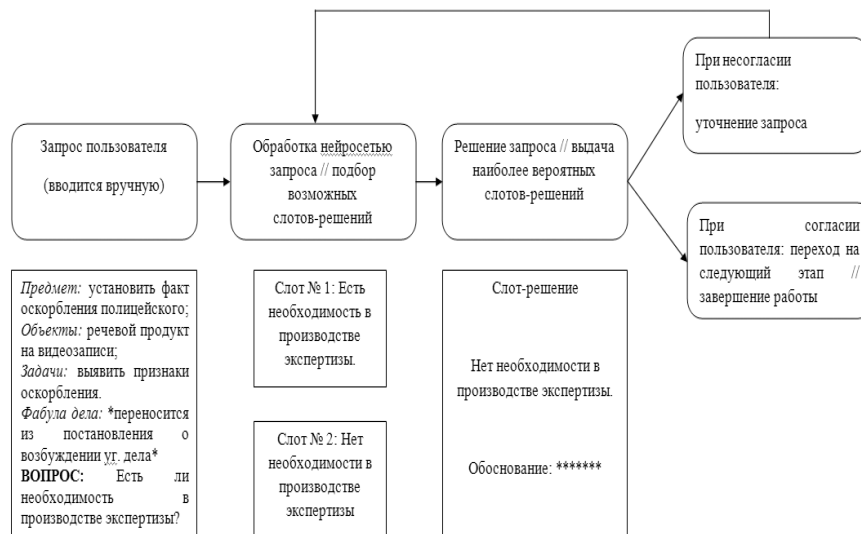 Запрос пользователя
(вводится вручную)
Обработка нейросетью
запроса // подбор
возможных
слотов-решений
Решение запроса // выдача
наиболее вероятных
слотов-решений
При несогласии
пользователя:
уточнение запроса
При согласии
пользователя: переход на
следующий этап //
завершение работы
Предмет: установить факт
оскорбления полицейского;
Объекты: речевой продукт
на видеозаписи;
Задачи: выявить признаки
оскорбления.
Фабула дела: *переносится
из постановления о
возбуждении уг. дела*
ВОПРОС: Есть ли
необходимость в
производстве экспертизы?
Слот № 1: Есть
необходимость в
производстве
экспертизы.
Слот № 2: Нет
необходимости в
производстве
экспертизы
Слот-решение
Нет необходимости в
производстве экспертизы.
Обоснование: *******